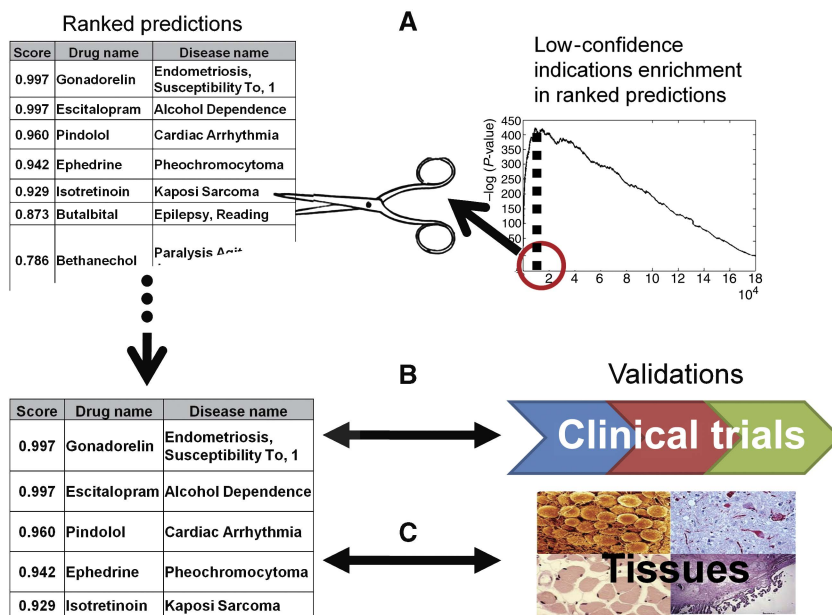 A
Ranked predictions
Score Drug name Disease name
0.997 Gonadorelin Endometriosis,
Susceptibility To, 1
0.997 Escitalopram Alcohol Dependence
0.960 Pindolol Cardiac Arrhythmia
0.942 Ephedrine Pheochromocytoma
0.929 Isotretinoin Kaposi Sarcoma
0.873 Butalbital Epilepsy, Reading
0.786 Bethanechol Paralysis
Low-confidence
indications enrichment
in ranked predictions
–log (P-value)
450
400
350
300
250
200
150
100
50
2 4 6 8 10 12 14 16 18
10⁴
B
Validations
Score Drug name Disease name
0.997 Gonadorelin Endometriosis,
Susceptibility To, 1
0.997 Escitalopram Alcohol Dependence
0.960 Pindolol Cardiac Arrhythmia
0.942 Ephedrine Pheochromocytoma
0.929 Isotretinoin Kaposi Sarcoma
Clinical trials
C
Tissues